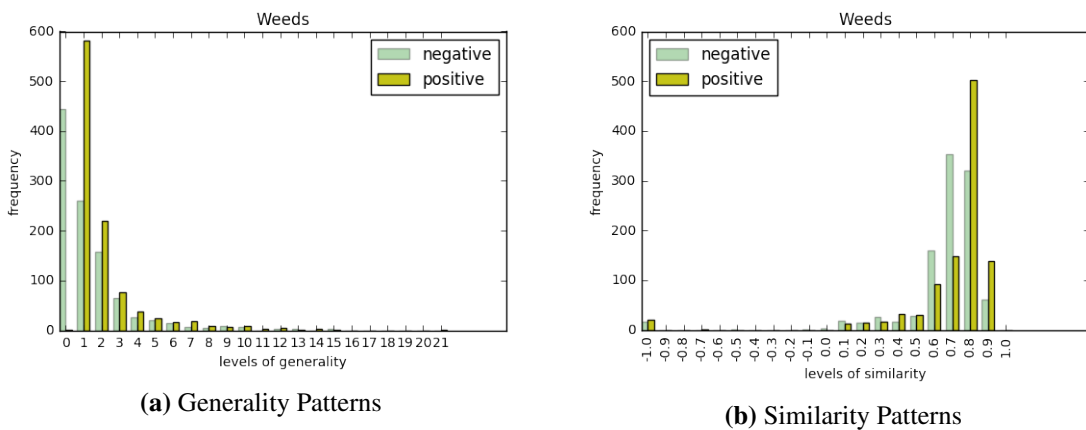 Weeds
600
500
400
300
200
100
0
frequency
negative
positive
0 1 2 3 4 5 6 7 8 9 10 11 12 13 14 15 16 17 18 19 20 21
levels of generality
(a) Generality Patterns
Weeds
600
500
400
300
200
100
0
frequency
negative
positive
-1.0 -0.9 -0.8 -0.7 -0.6 -0.5 -0.4 -0.3 -0.2 -0.1 0.0 0.1 0.2 0.3 0.4 0.5 0.6 0.7 0.8 0.9 1.0
levels of similarity
(b) Similarity Patterns